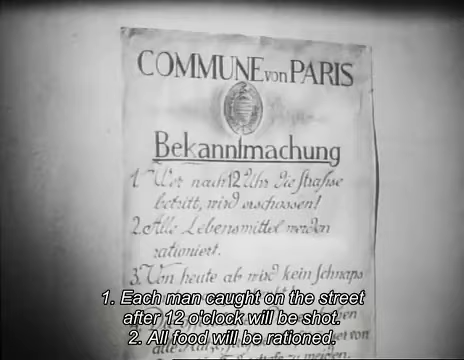 COMMUNE von PARIS
Bekanntmachung
1. Wer nach 12 Uhr die Strasse
betritt, wird erschossen!
2. Alle Lebensmittel werden
rationiert.
3. Von heute ab wird kein Schnaps
1. Each man caught on the street
after 12 o'clock will be shot.
2. All food will be rationed.